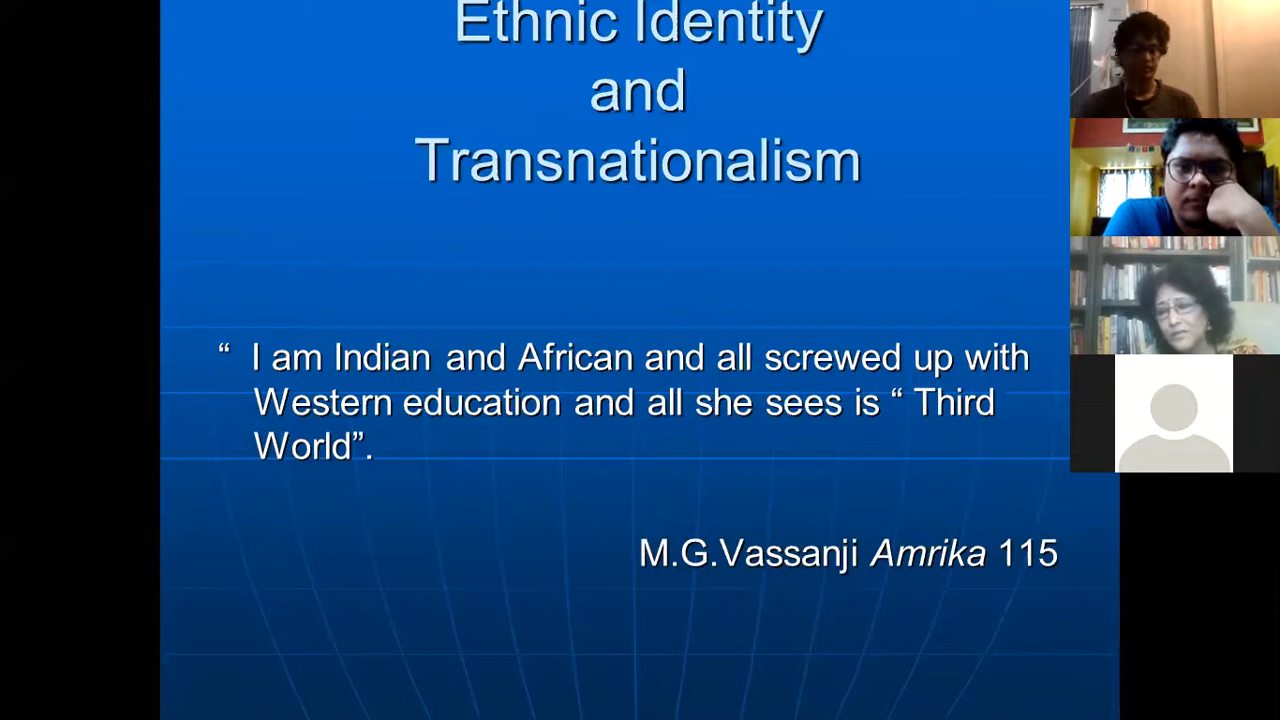 Ethnic Identity
and
Transnationalism
“ I am Indian and African and all screwed up with
Western education and all she sees is “ Third
World”.
M.G.Vassanji Amrika 115